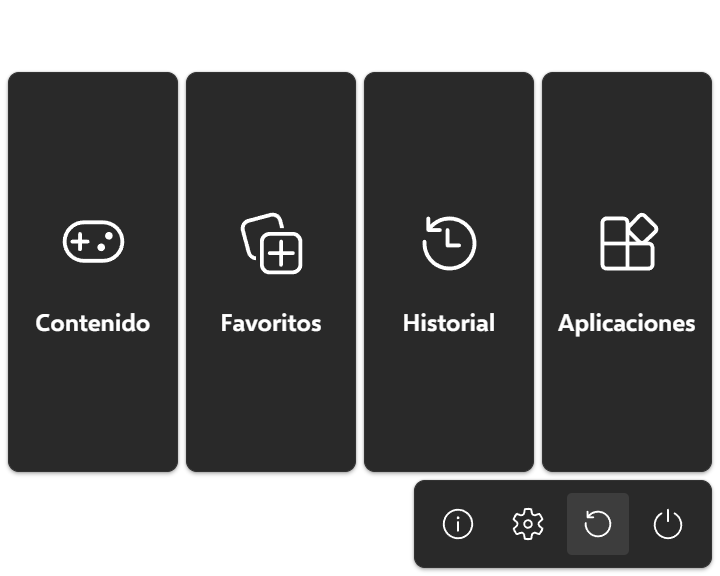 Contenido
Favoritos
Historial
Aplicaciones